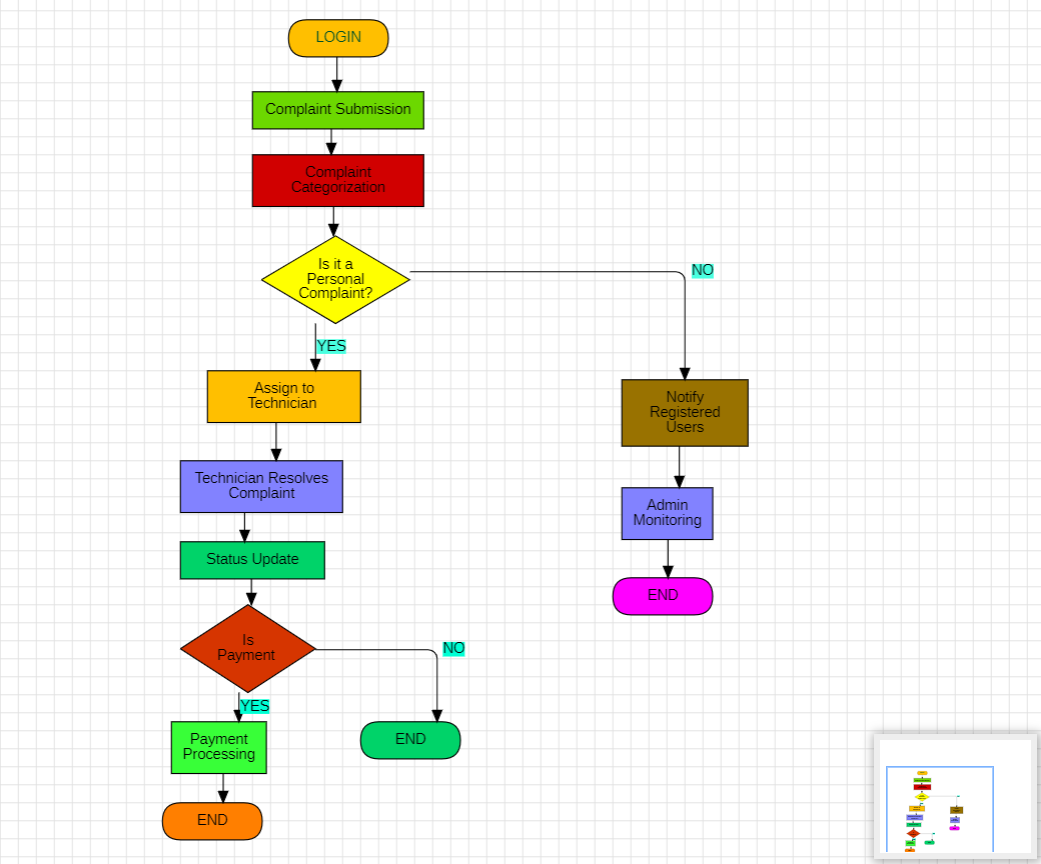 LOGIN
Complaint Submission
Complaint
Categorization
Is it a
Personal
Complaint?
NO
YES
Assign to
Technician
Notify
Registered
Users
Technician Resolves
Complaint
Admin
Monitoring
Status Update
END
Is
Payment
NO
YES
Payment
Processing
END
END